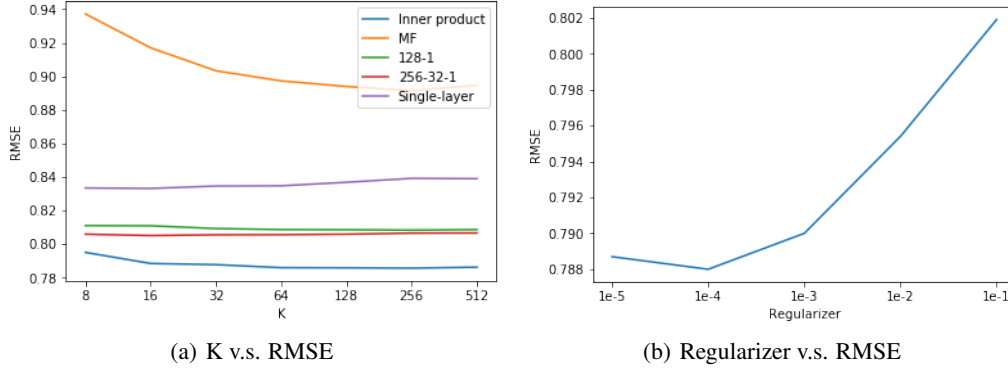 0.94
0.92
0.90
0.88
0.86
0.84
0.82
0.80
0.78
RMSE
Inner product
MF
128-1
256-32-1
Single-layer
8 16 32 64 128 256 512
K
(a) K v.s. RMSE
0.802
0.800
0.798
0.796
0.794
0.792
0.790
0.788
RMSE
1e-5 1e-4 1e-3 1e-2 1e-1
Regularizer
(b) Regularizer v.s. RMSE